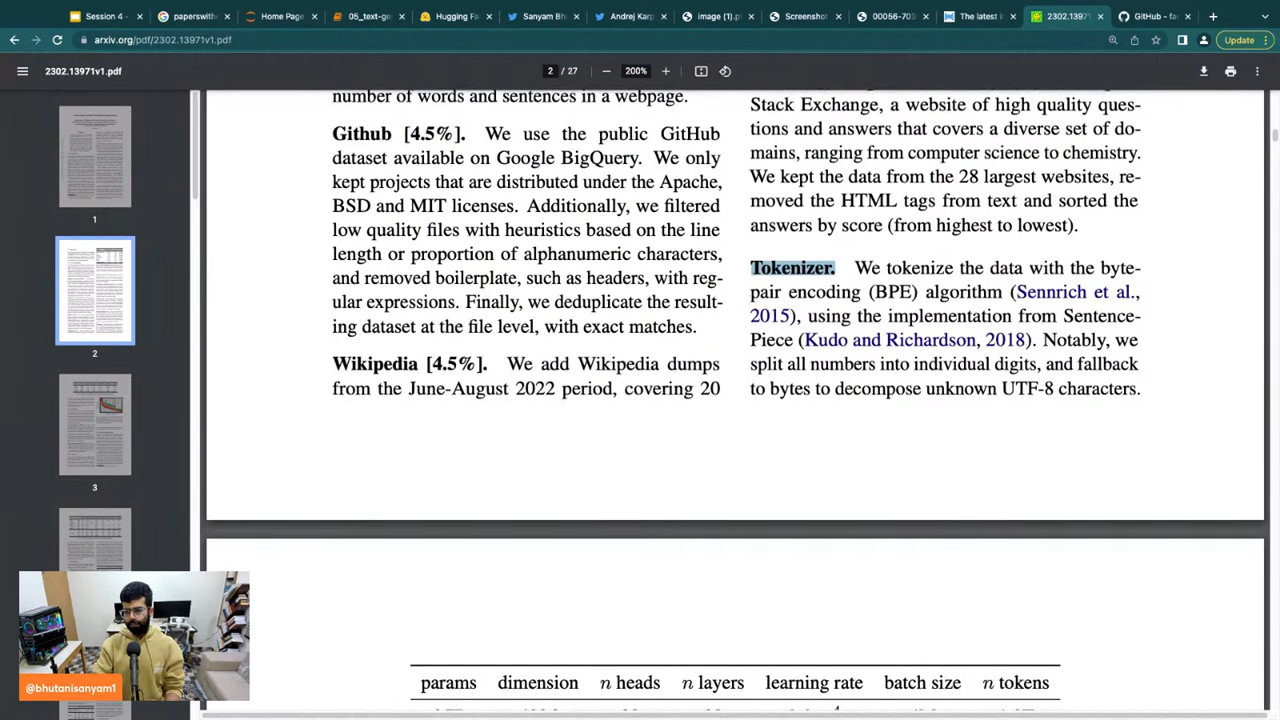 Session 4 -
paperswith
Home Page
05_text-ge
Hugging Fa
Sanyam Bh
Andrej Karp
image (1).p
Screenshot
00056-703
The latest i
2302.13971
GitHub - fa
arxiv.org/pdf/2302.13971v1.pdf
Update
2302.13971v1.pdf
2 / 27
200%
1
2
3
number of words and sentences in a webpage.
Github [4.5%]. We use the public GitHub
dataset available on Google BigQuery. We only
kept projects that are distributed under the Apache,
BSD and MIT licenses. Additionally, we filtered
low quality files with heuristics based on the line
length or proportion of alphanumeric characters,
and removed boilerplate, such as headers, with reg-
ular expressions. Finally, we deduplicate the result-
ing dataset at the file level, with exact matches.
Wikipedia [4.5%]. We add Wikipedia dumps
from the June-August 2022 period, covering 20
Stack Exchange, a website of high quality ques-
tions and answers that covers a diverse set of do-
mains, ranging from computer science to chemistry.
We kept the data from the 28 largest websites, re-
moved the HTML tags from text and sorted the
answers by score (from highest to lowest).
Tokenizer. We tokenize the data with the byte-
pair encoding (BPE) algorithm (Sennrich et al.,
2015), using the implementation from Sentence-
Piece (Kudo and Richardson, 2018). Notably, we
split all numbers into individual digits, and fallback
to bytes to decompose unknown UTF-8 characters.
params dimension n heads n layers learning rate batch size n tokens
@bhutanisanyam1